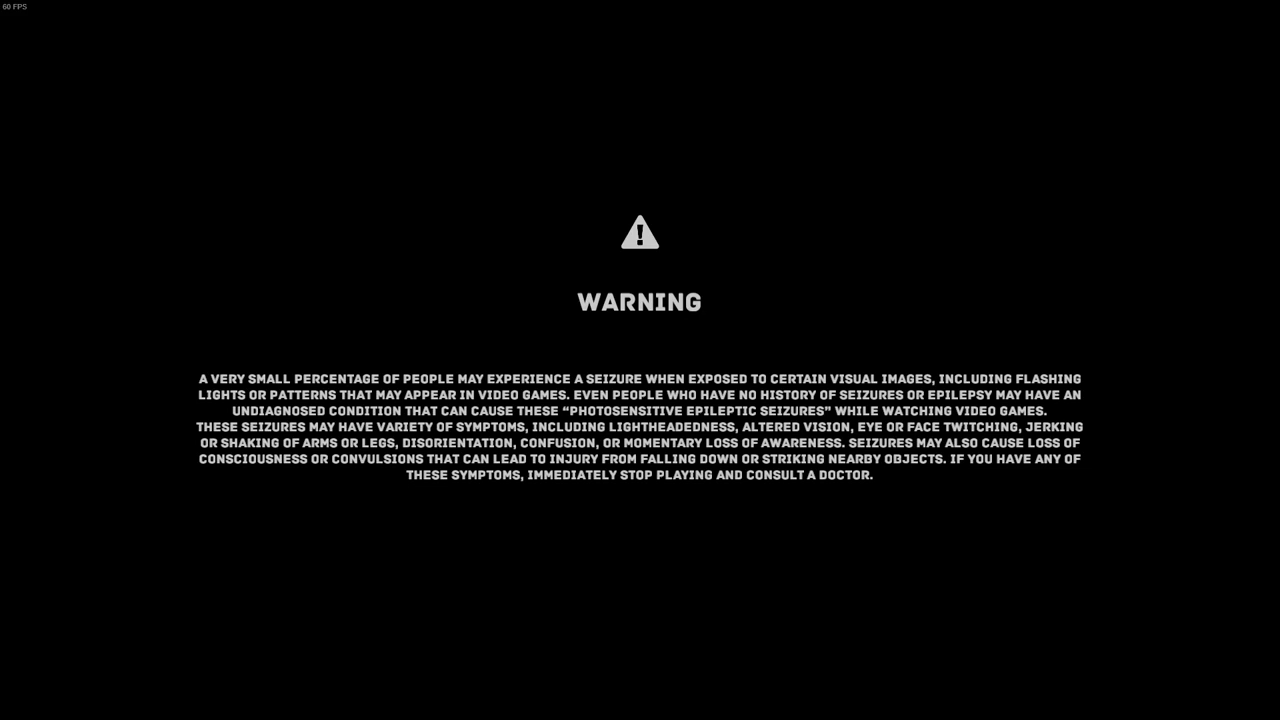 60 FPS
WARNING
A VERY SMALL PERCENTAGE OF PEOPLE MAY EXPERIENCE A SEIZURE WHEN EXPOSED TO CERTAIN VISUAL IMAGES, INCLUDING FLASHING
LIGHTS OR PATTERNS THAT MAY APPEAR IN VIDEO GAMES. EVEN PEOPLE WHO HAVE NO HISTORY OF SEIZURES OR EPILEPSY MAY HAVE AN
UNDIAGNOSED CONDITION THAT CAN CAUSE THESE “PHOTOSENSITIVE EPILEPTIC SEIZURES” WHILE WATCHING VIDEO GAMES.
THESE SEIZURES MAY HAVE VARIETY OF SYMPTOMS, INCLUDING LIGHTHEADEDNESS, ALTERED VISION, EYE OR FACE TWITCHING, JERKING
OR SHAKING OF ARMS OR LEGS, DISORIENTATION, CONFUSION, OR MOMENTARY LOSS OF AWARENESS. SEIZURES MAY ALSO CAUSE LOSS OF
CONSCIOUSNESS OR CONVULSIONS THAT CAN LEAD TO INJURY FROM FALLING DOWN OR STRIKING NEARBY OBJECTS. IF YOU HAVE ANY OF
THESE SYMPTOMS, IMMEDIATELY STOP PLAYING AND CONSULT A DOCTOR.